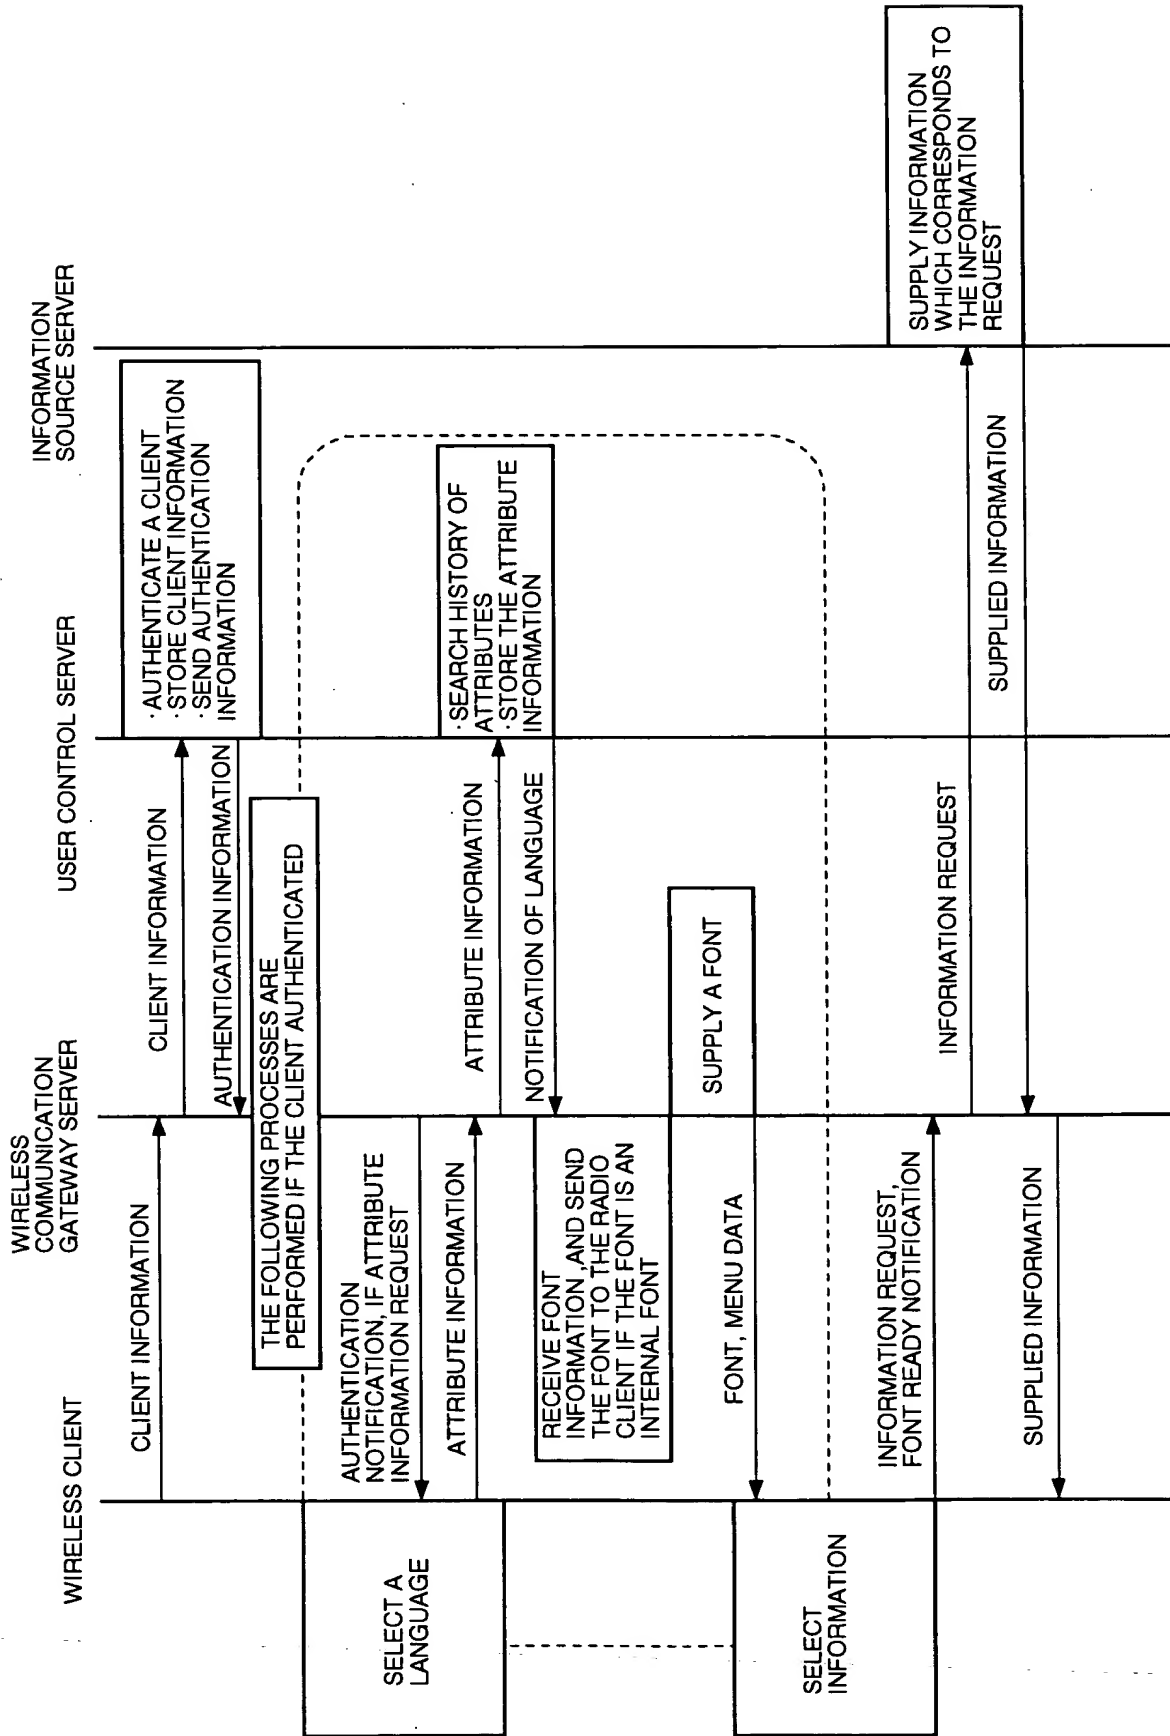 WIRELESS CLIENT
WIRELESS
COMMUNICATION
GATEWAY SERVER
USER CONTROL SERVER
INFORMATION
SOURCE SERVER
CLIENT INFORMATION
CLIENT INFORMATION
·AUTHENTICATE A CLIENT
·STORE CLIENT INFORMATION
·SEND AUTHENTICATION
INFORMATION
AUTHENTICATION INFORMATION
THE FOLLOWING PROCESSES ARE
PERFORMED IF THE CLIENT AUTHENTICATED
AUTHENTICATION
NOTIFICATION, IF ATTRIBUTE
INFORMATION REQUEST
SELECT A
LANGUAGE
ATTRIBUTE INFORMATION
ATTRIBUTE INFORMATION
·SEARCH HISTORY OF
ATTRIBUTES
·STORE THE ATTRIBUTE
INFORMATION
NOTIFICATION OF LANGUAGE
RECEIVE FONT
INFORMATION ,AND SEND
THE FONT TO THE RADIO
CLIENT IF THE FONT IS AN
INTERNAL FONT
SUPPLY A FONT
FONT, MENU DATA
SELECT
INFORMATION
INFORMATION REQUEST,
FONT READY NOTIFICATION
INFORMATION REQUEST
SUPPLY INFORMATION
WHICH CORRESPONDS TO
THE INFORMATION
REQUEST
SUPPLIED INFORMATION
SUPPLIED INFORMATION